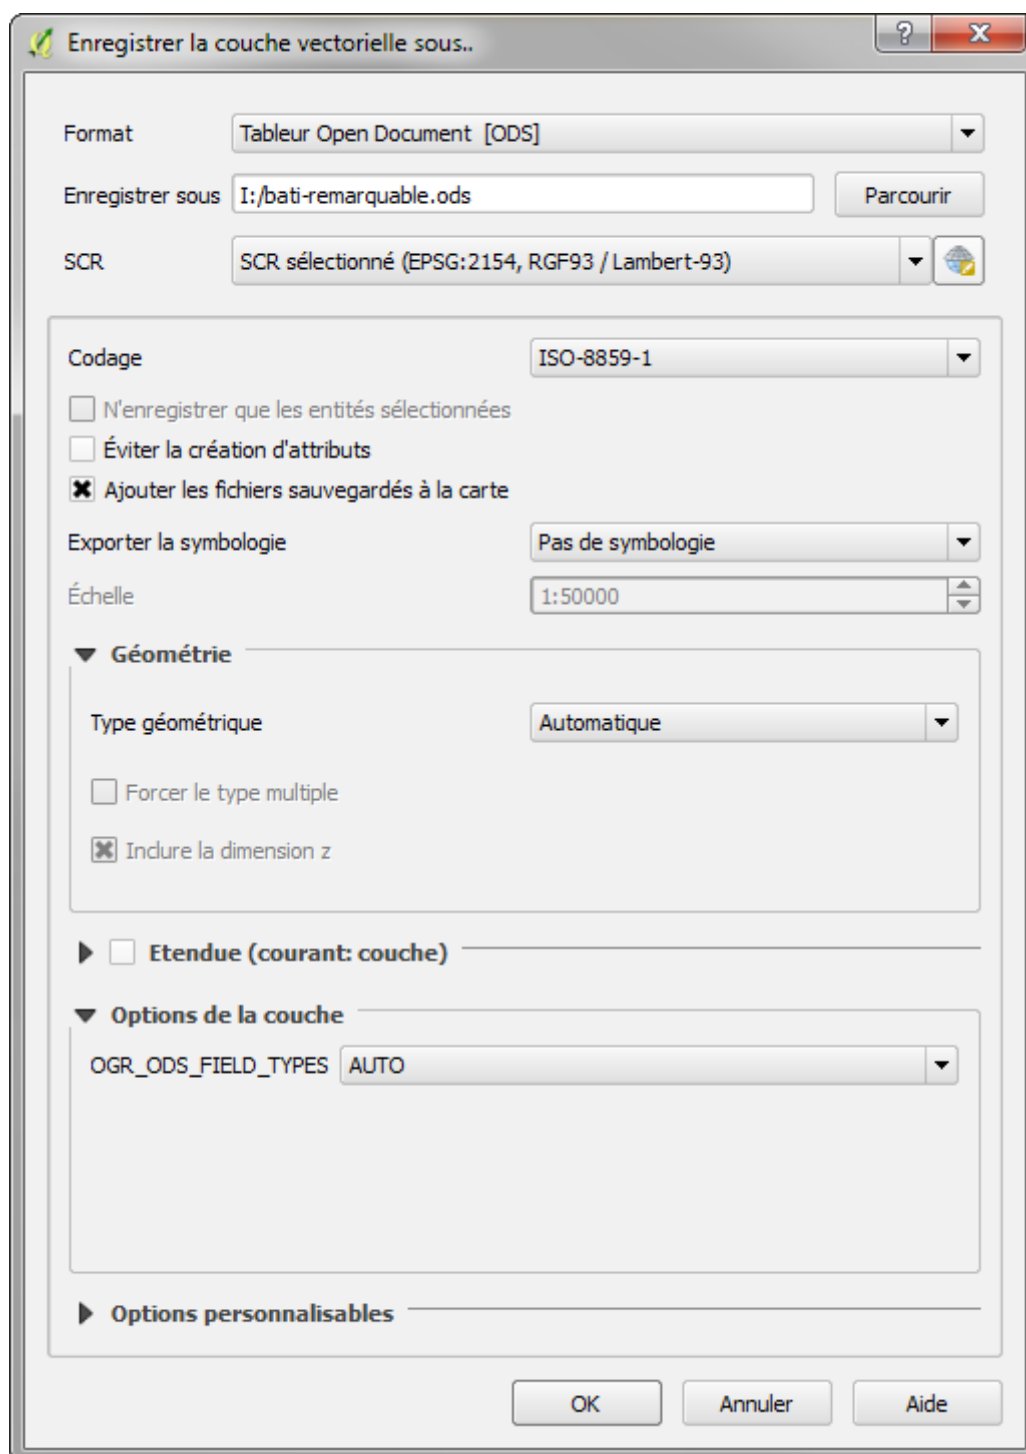 Enregistrer la couche vectorielle sous..
Format Tableur Open Document [ODS]
Enregistrer sous I:/bati-remarquable.ods Parcourir
SCR SCR sélectionné (EPSG:2154, RGF93 / Lambert-93)
Codage ISO-8859-1
N'enregistrer que les entités sélectionnées
Éviter la création d'attributs
Ajouter les fichiers sauvegardés à la carte
Exporter la symbologie Pas de symbologie
Échelle 1:50000
Géométrie
Type géométrique Automatique
Forcer le type multiple
Inclure la dimension z
Etendue (courant: couche)
Options de la couche
OGR_ODS_FIELD_TYPES AUTO
Options personnalisables
OK Annuler Aide